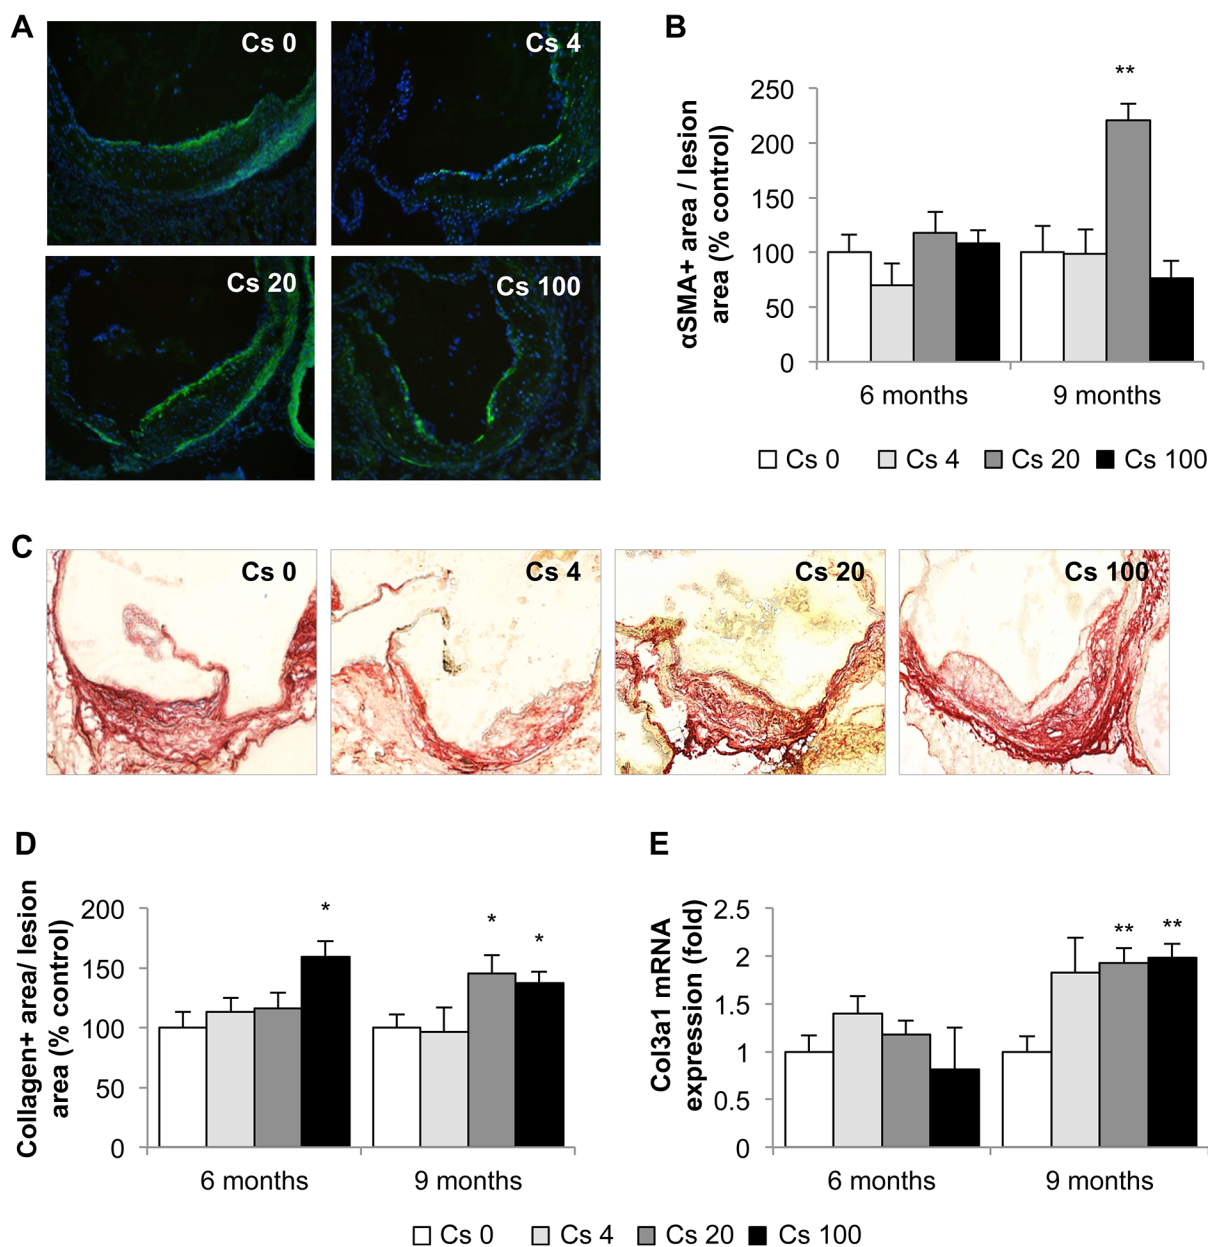 A
Cs 0
Cs 4
Cs 20
Cs 100
B
αSMA+ area / lesion
area (% control)
**
250
200
150
100
50
0
6 months
9 months
Cs 0
Cs 4
Cs 20
Cs 100
C
Cs 0
Cs 4
Cs 20
Cs 100
D
Collagen+ area/ lesion
area (% control)
200
150
100
50
0
*
*
*
6 months
9 months
E
Col3a1 mRNA
expression (fold)
2.5
2
1.5
1
0.5
0
**
**
6 months
9 months
Cs 0
Cs 4
Cs 20
Cs 100